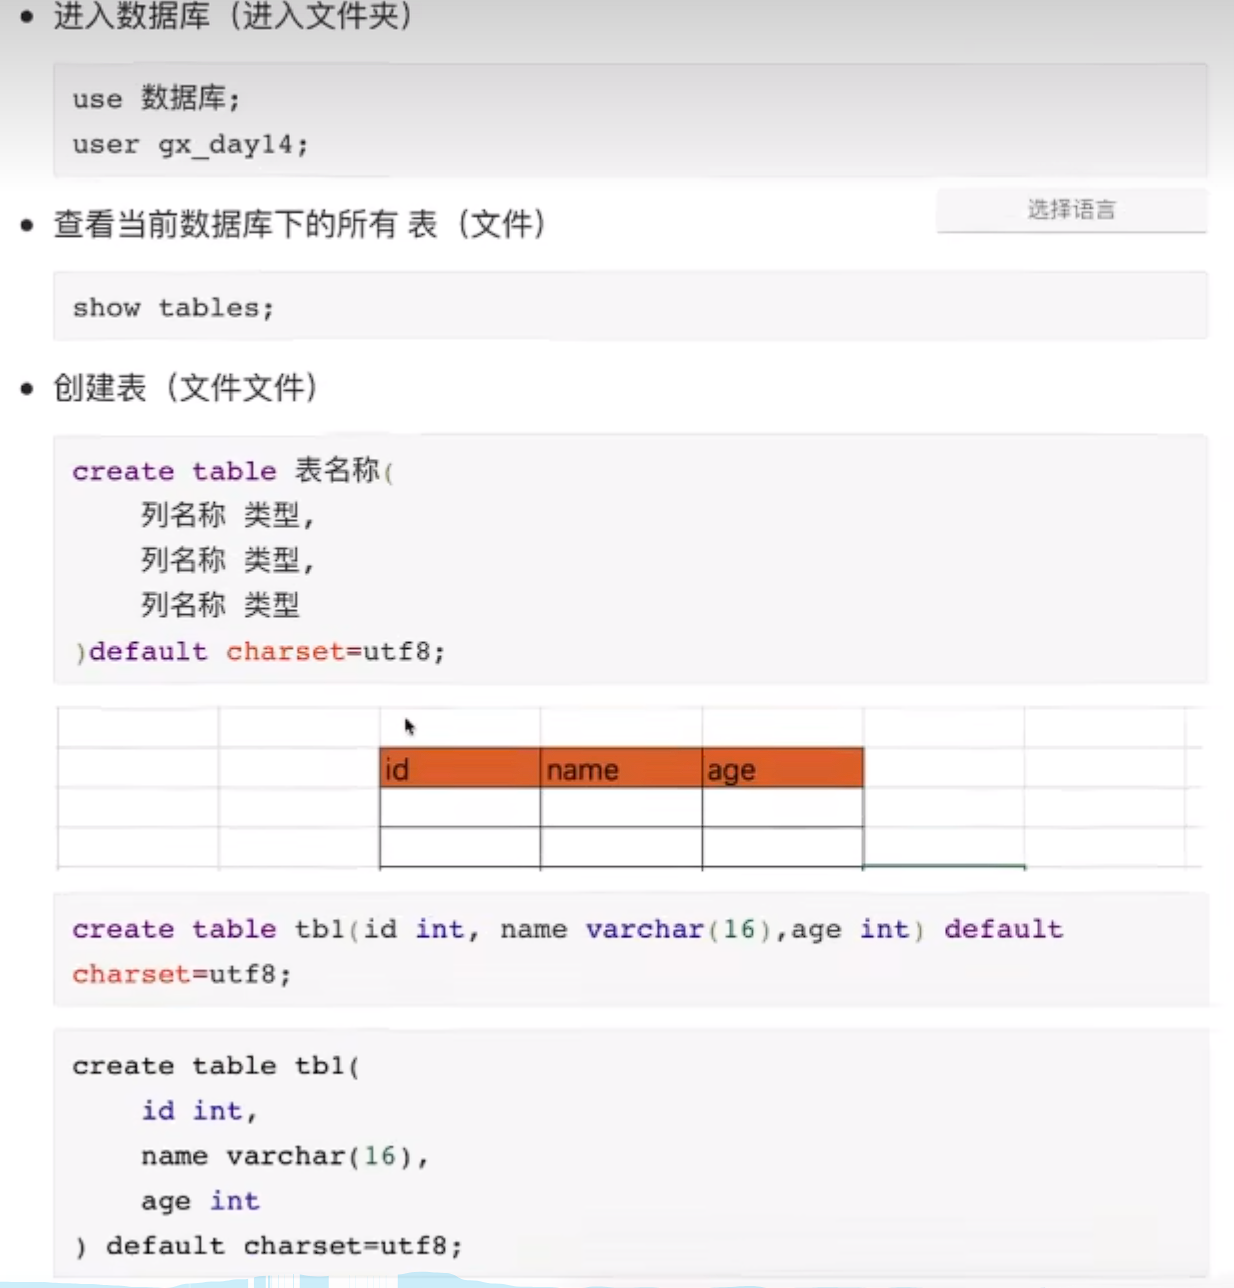 进入数据库（进入文件夹）
use 数据库;
user gx_day14;
查看当前数据库下的所有 表（文件）
选择语言
show tables;
创建表（文件文件）
create table 表名称(
列名称 类型,
列名称 类型,
列名称 类型
)default charset=utf8;
id name age
create table tb1(id int, name varchar(16),age int) default
charset=utf8;
create table tb1(
id int,
name varchar(16),
age int
) default charset=utf8;